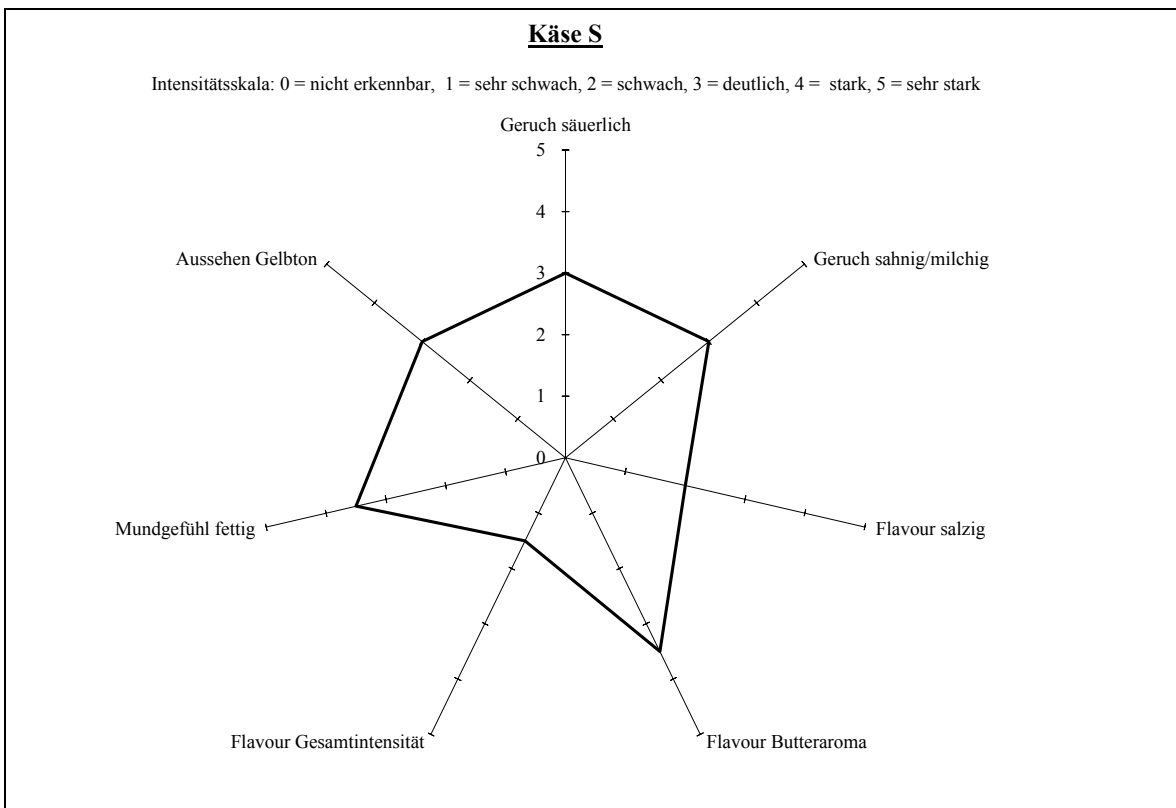 Käse S
Intensitätsskala: 0 = nicht erkennbar,  1 = sehr schwach, 2 = schwach, 3 = deutlich, 4 =  stark, 5 = sehr stark
Geruch säuerlich
5
4
Aussehen Gelbton
Geruch sahnig/milchig
3
2
1
0
Mundgefühl fettig
Flavour salzig
Flavour Gesamtintensität
Flavour Butteraroma